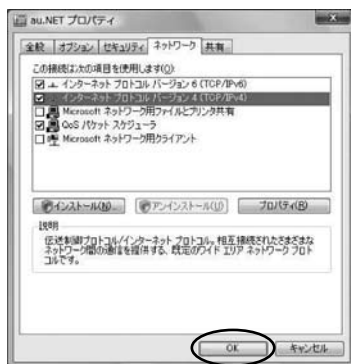 au.NET プロパティ
全般 オプション セキュリティ ネットワーク 共有
この接続は次の項目を使用します(O):
インターネット プロトコル バージョン 6 (TCP/IPv6)
インターネット プロトコル バージョン 4 (TCP/IPv4)
Microsoft ネットワーク用ファイルとプリンタ共有
QoS パケット スケジューラ
Microsoft ネットワーク用クライアント
インストール(N)... アンインストール(U) プロパティ(R)
説明
伝送制御プロトコル/インターネット プロトコル。相互接続されたさまざまな
ネットワーク間の通信を提供する、既定のワイド エリア ネットワーク プロト
コルです。
OK キャンセル